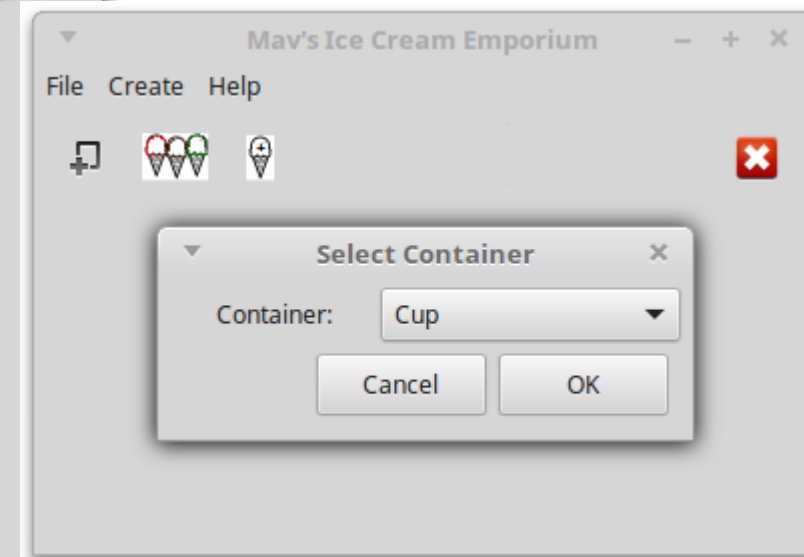 Mav's Ice Cream Emporium
File Create Help
Select Container
Container: Cup
Cancel OK